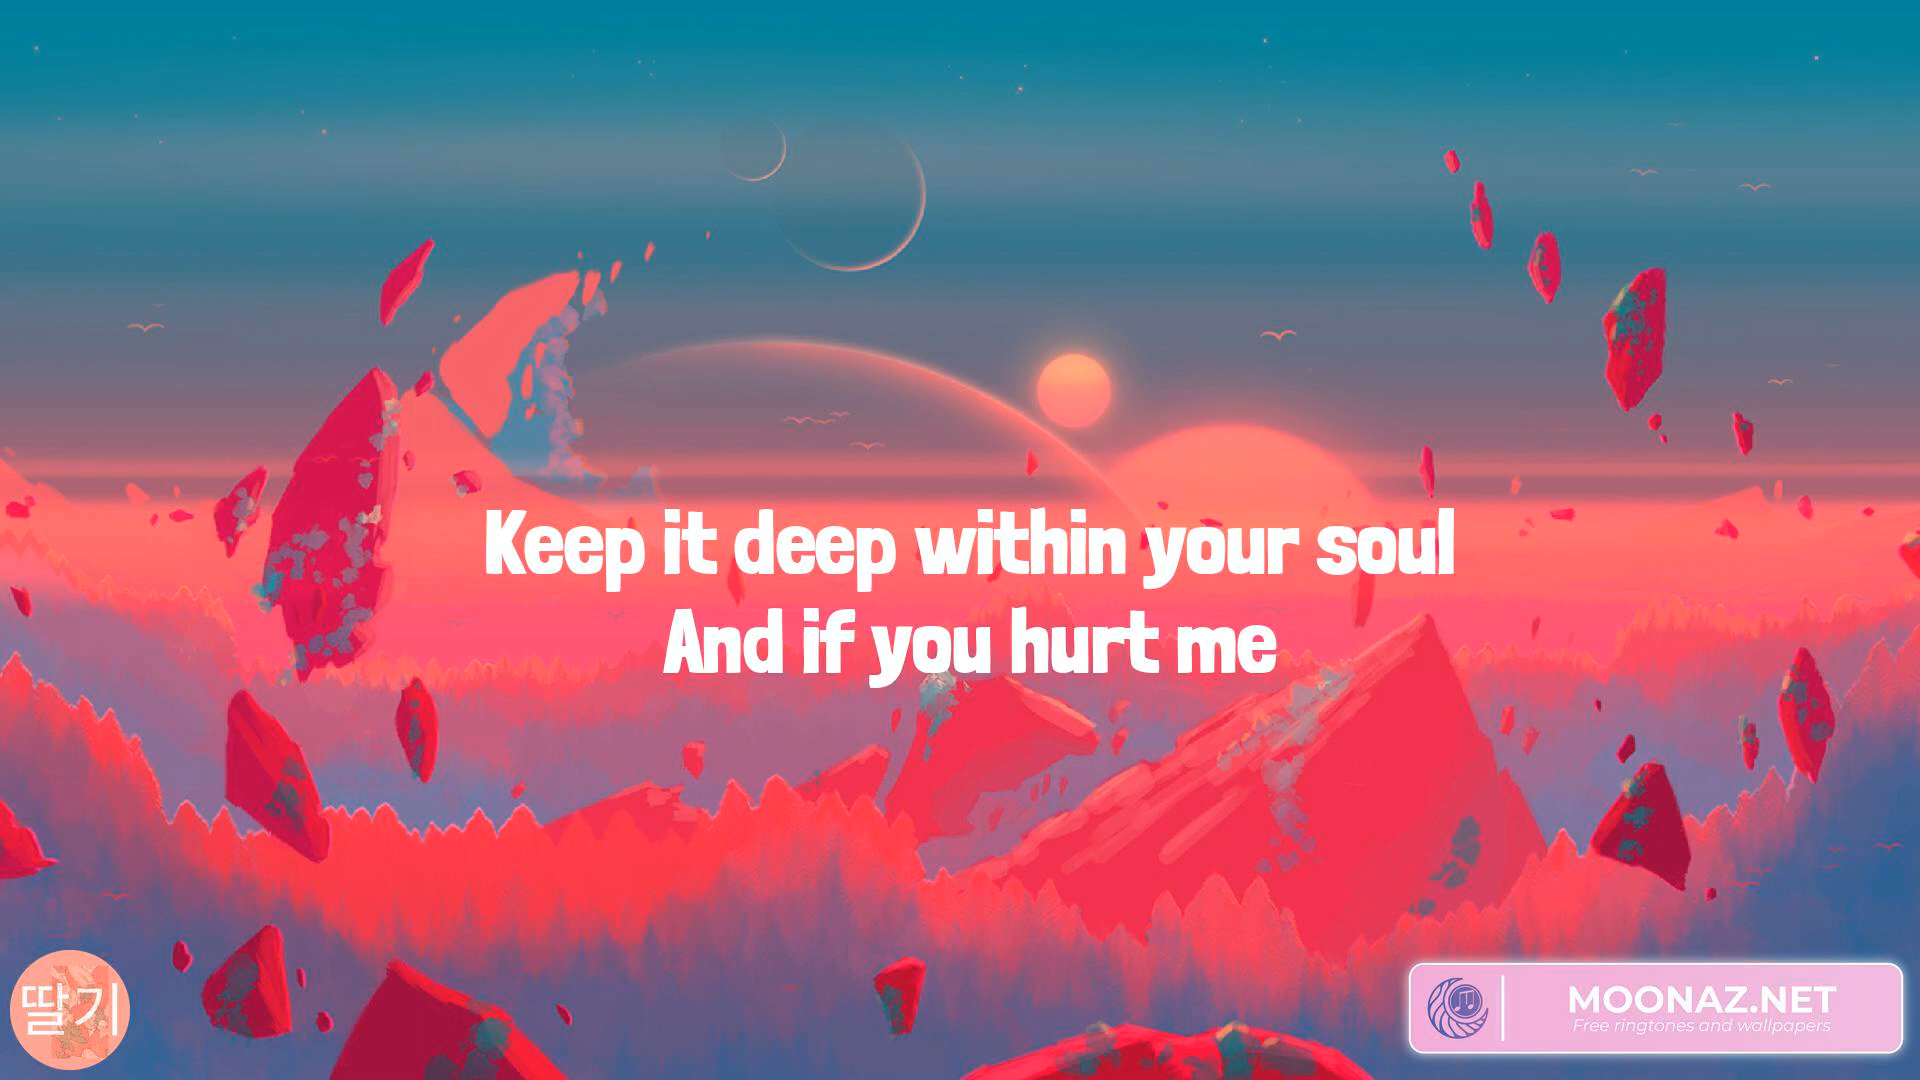 Keep it deep within your soul
And if you hurt me
딸기
MOONAZ.NET
Free ringtones and wallpapers